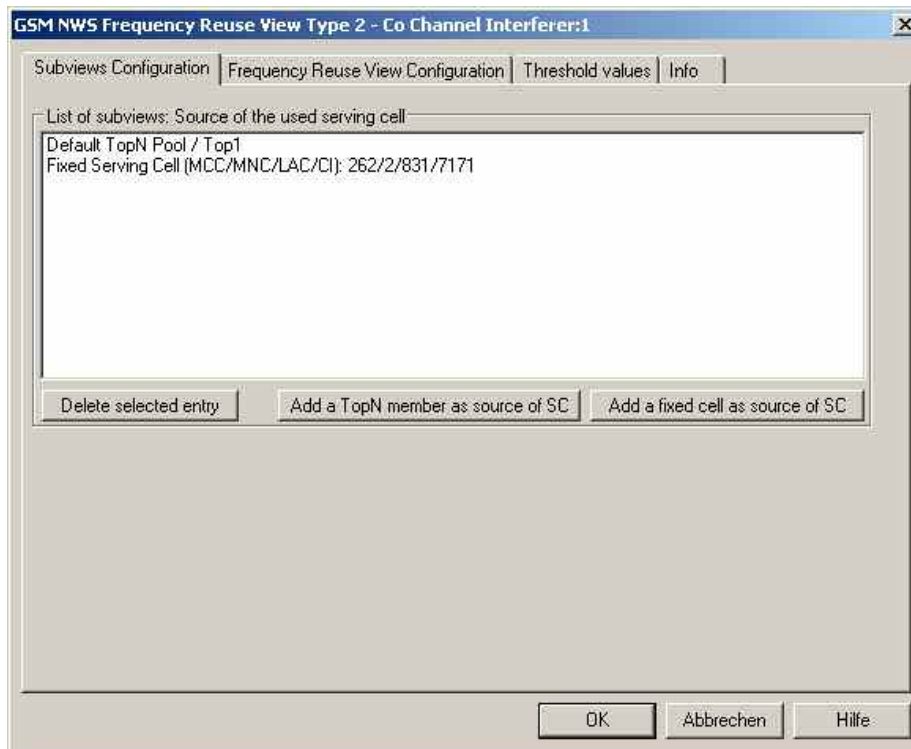 GSM NWS Frequency Reuse View Type 2 - Co Channel Interferer:1
Subviews Configuration
Frequency Reuse View Configuration
Threshold values
Info
List of subviews: Source of the used serving cell
Default TopN Pool / Top1
Fixed Serving Cell (MCC/MNC/LAC/CI): 262/2/831/7171
Delete selected entry
Add a TopN member as source of SC
Add a fixed cell as source of SC
OK
Abbrechen
Hilfe